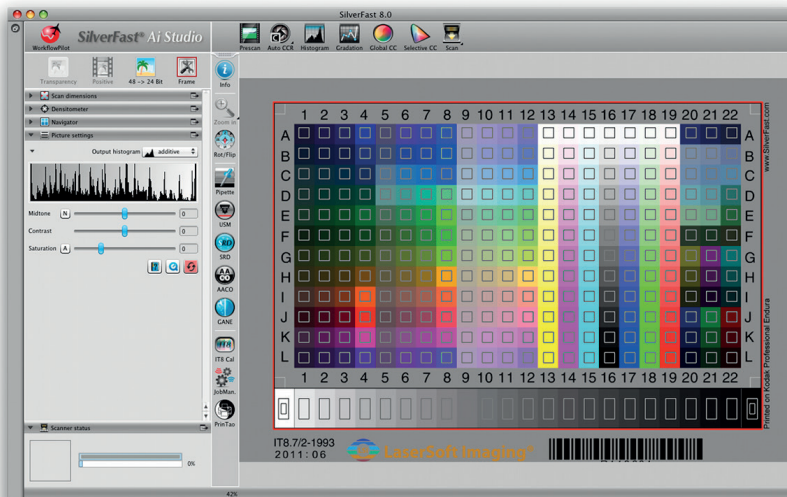 SilverFast 8.0
SilverFast® Ai Studio
WorkflowPilot
Prescan
Auto CCR
Histogram
Gradation
Global CC
Selective CC
Scan
Transparency
Positive
48 -> 24 Bit
Frame
Scan dimensions
Densitometer
Navigator
Picture settings
Output histogram
additive
Midtone
N
0
Contrast
0
Saturation
A
0
Scanner status
0%
Info
Zoom in
Rot/Flip
Pipette
USM
SRD
AACO
GANE
IT8 Cal
JobMan.
PrinTao
42%
1 2 3 4 5 6 7 8 9 10 11 12 13 14 15 16 17 18 19 20 21 22
A A
B B
C C
D D
E E
F F
G G
H H
I I
J J
K K
L L
1 2 3 4 5 6 7 8 9 10 11 12 13 14 15 16 17 18 19 20 21 22
www.SilverFast.com
Printed on Kodak Professional Endura
IT8.7/2-1993
2011:06
LaserSoft Imaging®